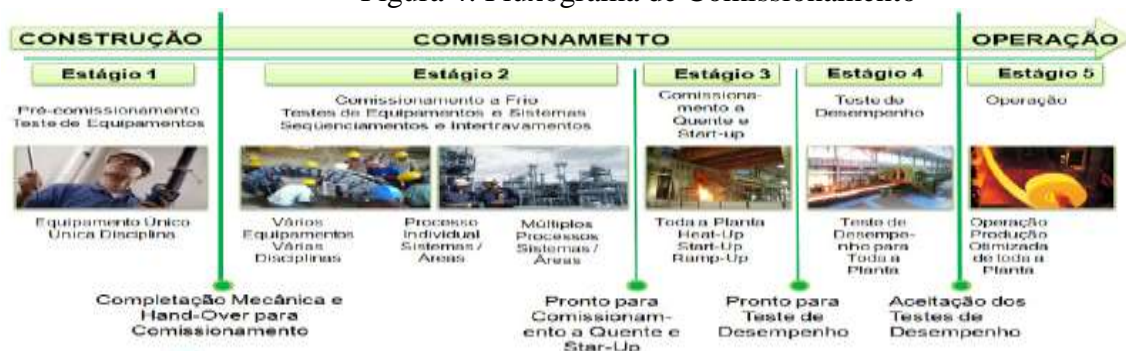 Figura 4: Fluxograma de Comissionamento
CONSTRUÇÃO
COMISSIONAMENTO
OPERAÇÃO
Estágio 1
Estágio 2
Estágio 3
Estágio 4
Estágio 5
Pré-comissionamento
Teste de Equipamentos
Comissionamento a Frio
Testes de Equipamentos e Sistemas
Seqüenciamentos e Intertravamentos
Comissiona-
mento a
Quente e
Start-up
Teste de
Desempenho
Operação
Equipamento Único
Única Disciplina
Vários
Equipamentos
Várias
Disciplinas
Processo
Individual
Sistemas /
Áreas
Múltiplos
Processos
Sistemas /
Áreas
Toda a Planta
Heat-Up
Start-Up
Ramp-Up
Teste de
Desempe-
nho para
Toda a
Planta
Operação
Produção
Otimizada
de toda a
Planta
Completação Mecânica e
Hand-Over para
Comissionamento
Pronto para
Comissionam-
ento a Quente e
Start-Up
Pronto para
Teste de
Desempenho
Aceitação dos
Testes de
Desempenho